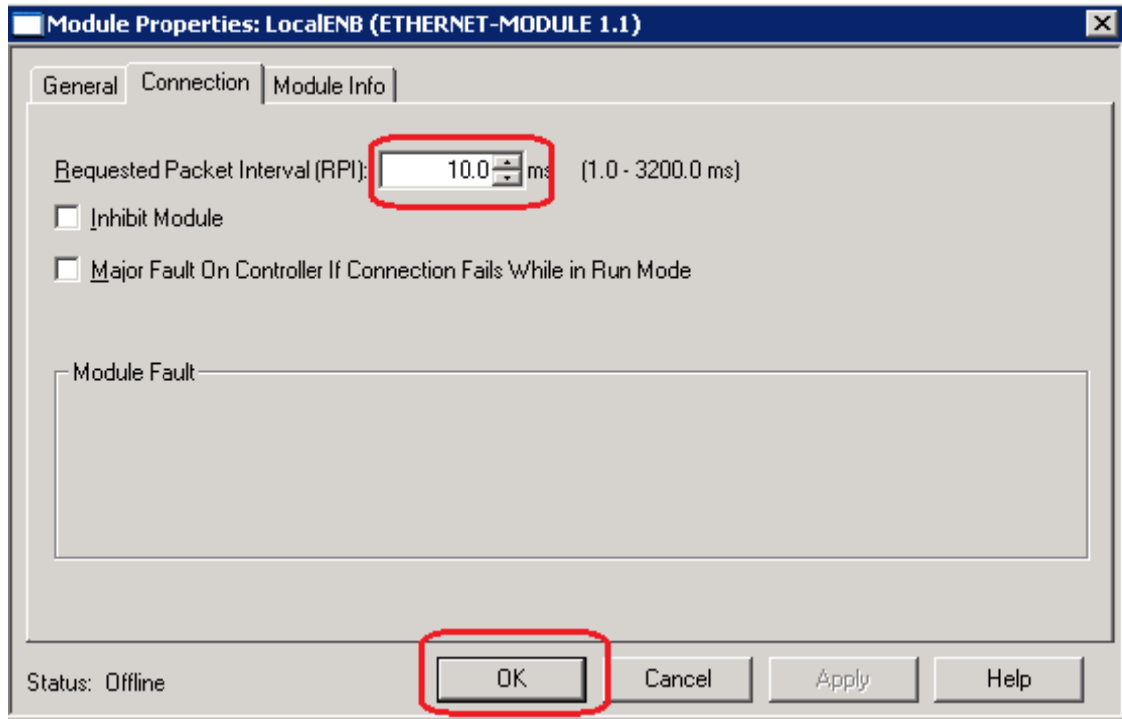 Module Properties: LocalENB (ETHERNET-MODULE 1.1)
General Connection Module Info
Requested Packet Interval (RPI): 10.0 ms (1.0 - 3200.0 ms)
Inhibit Module
Major Fault On Controller If Connection Fails While in Run Mode
Module Fault
Status: Offline OK Cancel Apply Help